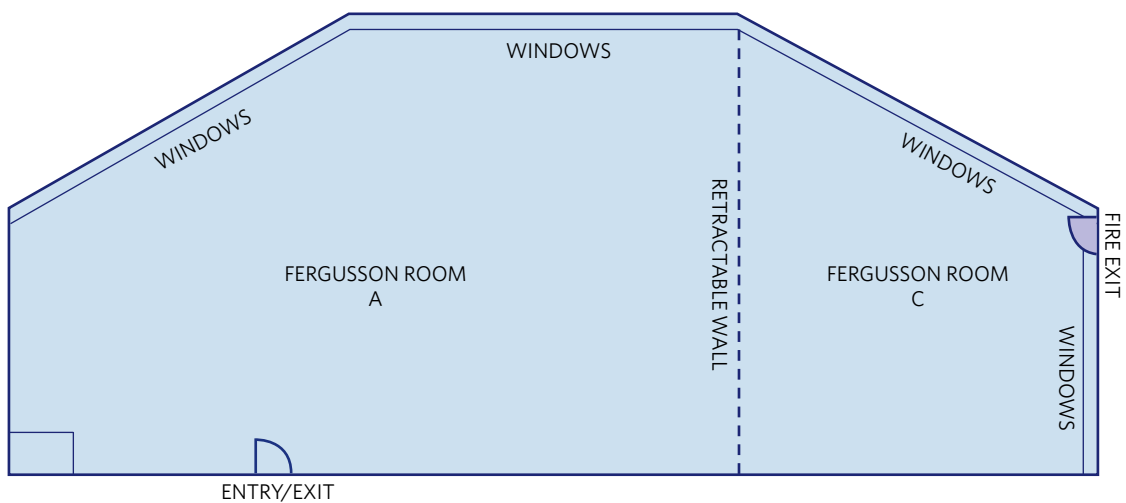 WINDOWS
WINDOWS
WINDOWS
RETRACTABLE WALL
FIRE EXIT
FERGUSSON ROOM
A
FERGUSSON ROOM
C
WINDOWS
ENTRY/EXIT